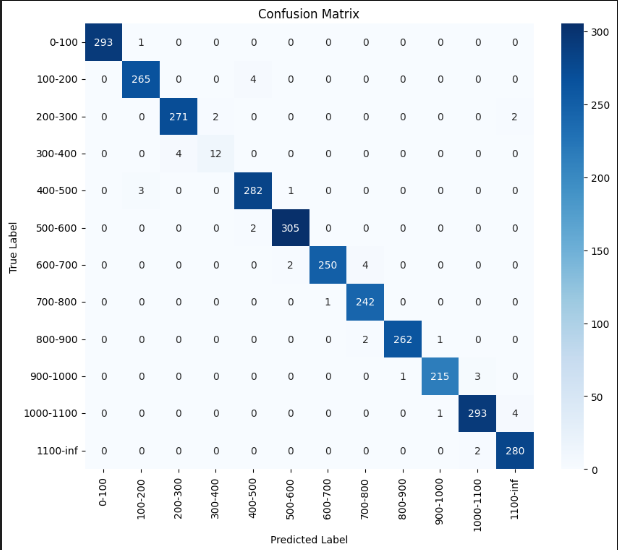 Confusion Matrix
0-100 293 1 0 0 0 0 0 0 0 0 0 0
100-200 0 265 0 0 4 0 0 0 0 0 0 0
200-300 0 0 271 2 0 0 0 0 0 0 0 2
300-400 0 0 4 12 0 0 0 0 0 0 0 0
400-500 0 3 0 0 282 1 0 0 0 0 0 0
500-600 0 0 0 0 2 305 0 0 0 0 0 0
600-700 0 0 0 0 0 2 250 4 0 0 0 0
700-800 0 0 0 0 0 0 1 242 0 0 0 0
800-900 0 0 0 0 0 0 0 2 262 1 0 0
900-1000 0 0 0 0 0 0 0 0 1 215 3 0
1000-1100 0 0 0 0 0 0 0 0 0 1 293 4
1100-inf 0 0 0 0 0 0 0 0 0 0 2 280
True Label
0-100 100-200 200-300 300-400 400-500 500-600 600-700 700-800 800-900 900-1000 1000-1100 1100-inf
Predicted Label
300
250
200
150
100
50
0